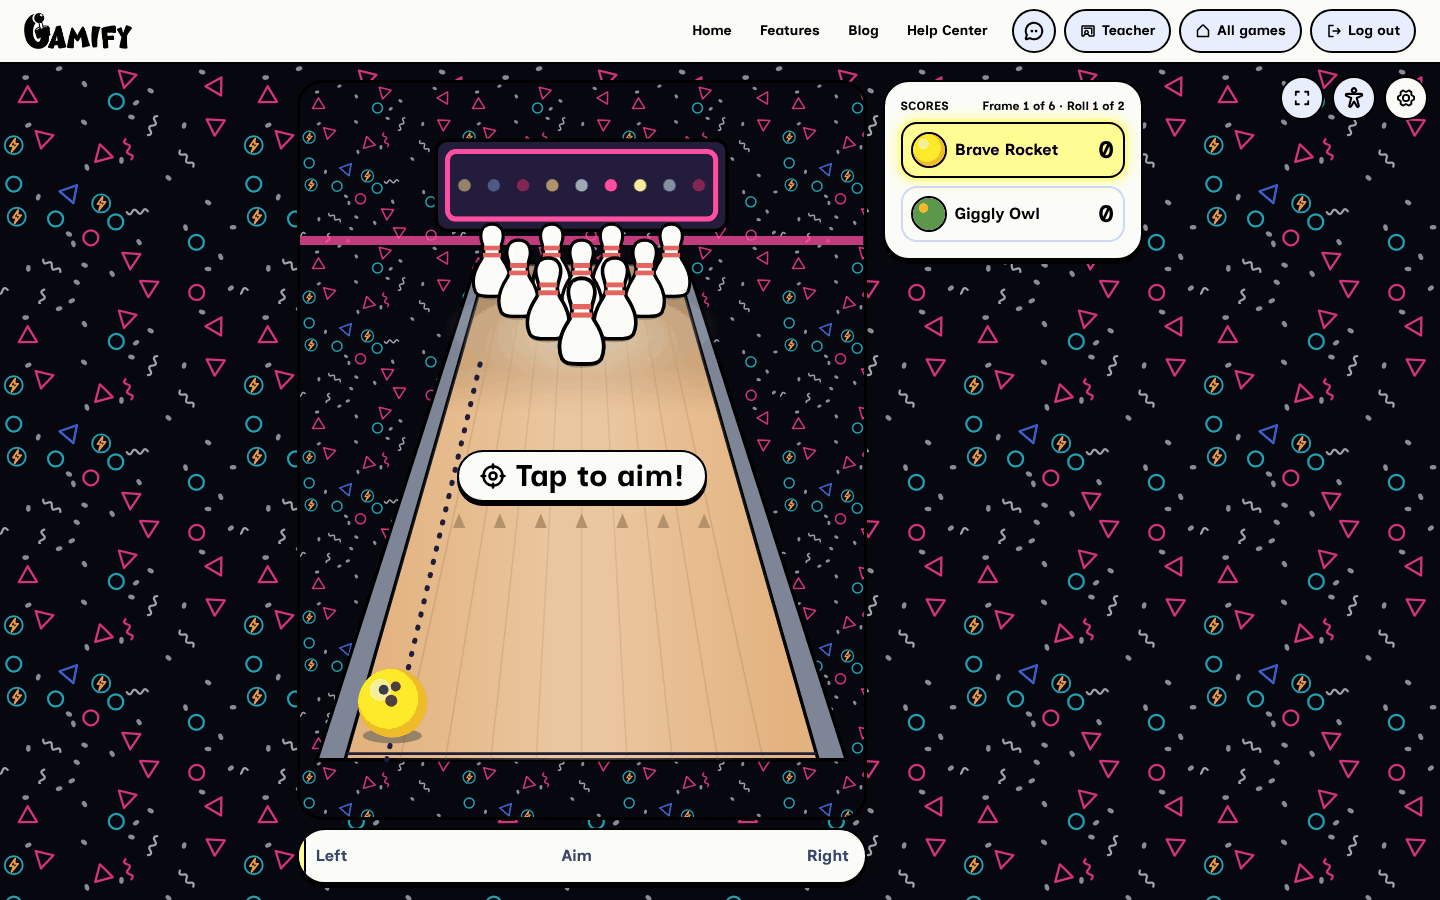 GAMIFY
Home
Features
Blog
Help Center
Teacher
All games
Log out
SCORES
Frame 1 of 6 · Roll 1 of 2
Brave Rocket 0
Giggly Owl 0
Tap to aim!
Left
Aim
Right